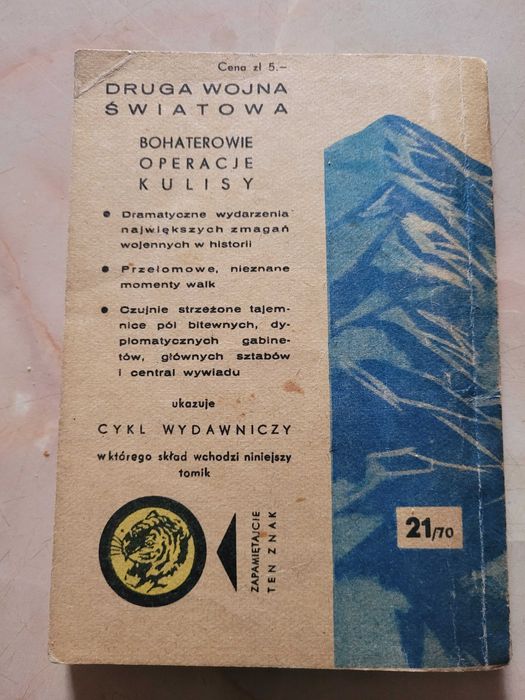 Cena zł 5.–
DRUGA WOJNA
ŚWIATOWA
BOHATEROWIE
OPERACJE
KULISY
• Dramatyczne wydarzenia
największych zmagań
wojennych w historii
• Przełomowe, nieznane
momenty walk
• Czujnie strzeżone tajem-
nice pól bitewnych, dy-
plomatycznych gabine-
tów, głównych sztabów
i central wywiadu
ukazuje
CYKL WYDAWNICZY
w którego skład wchodzi niniejszy
tomik
ZAPAMIĘTAJCIE
TEN ZNAK
21/70